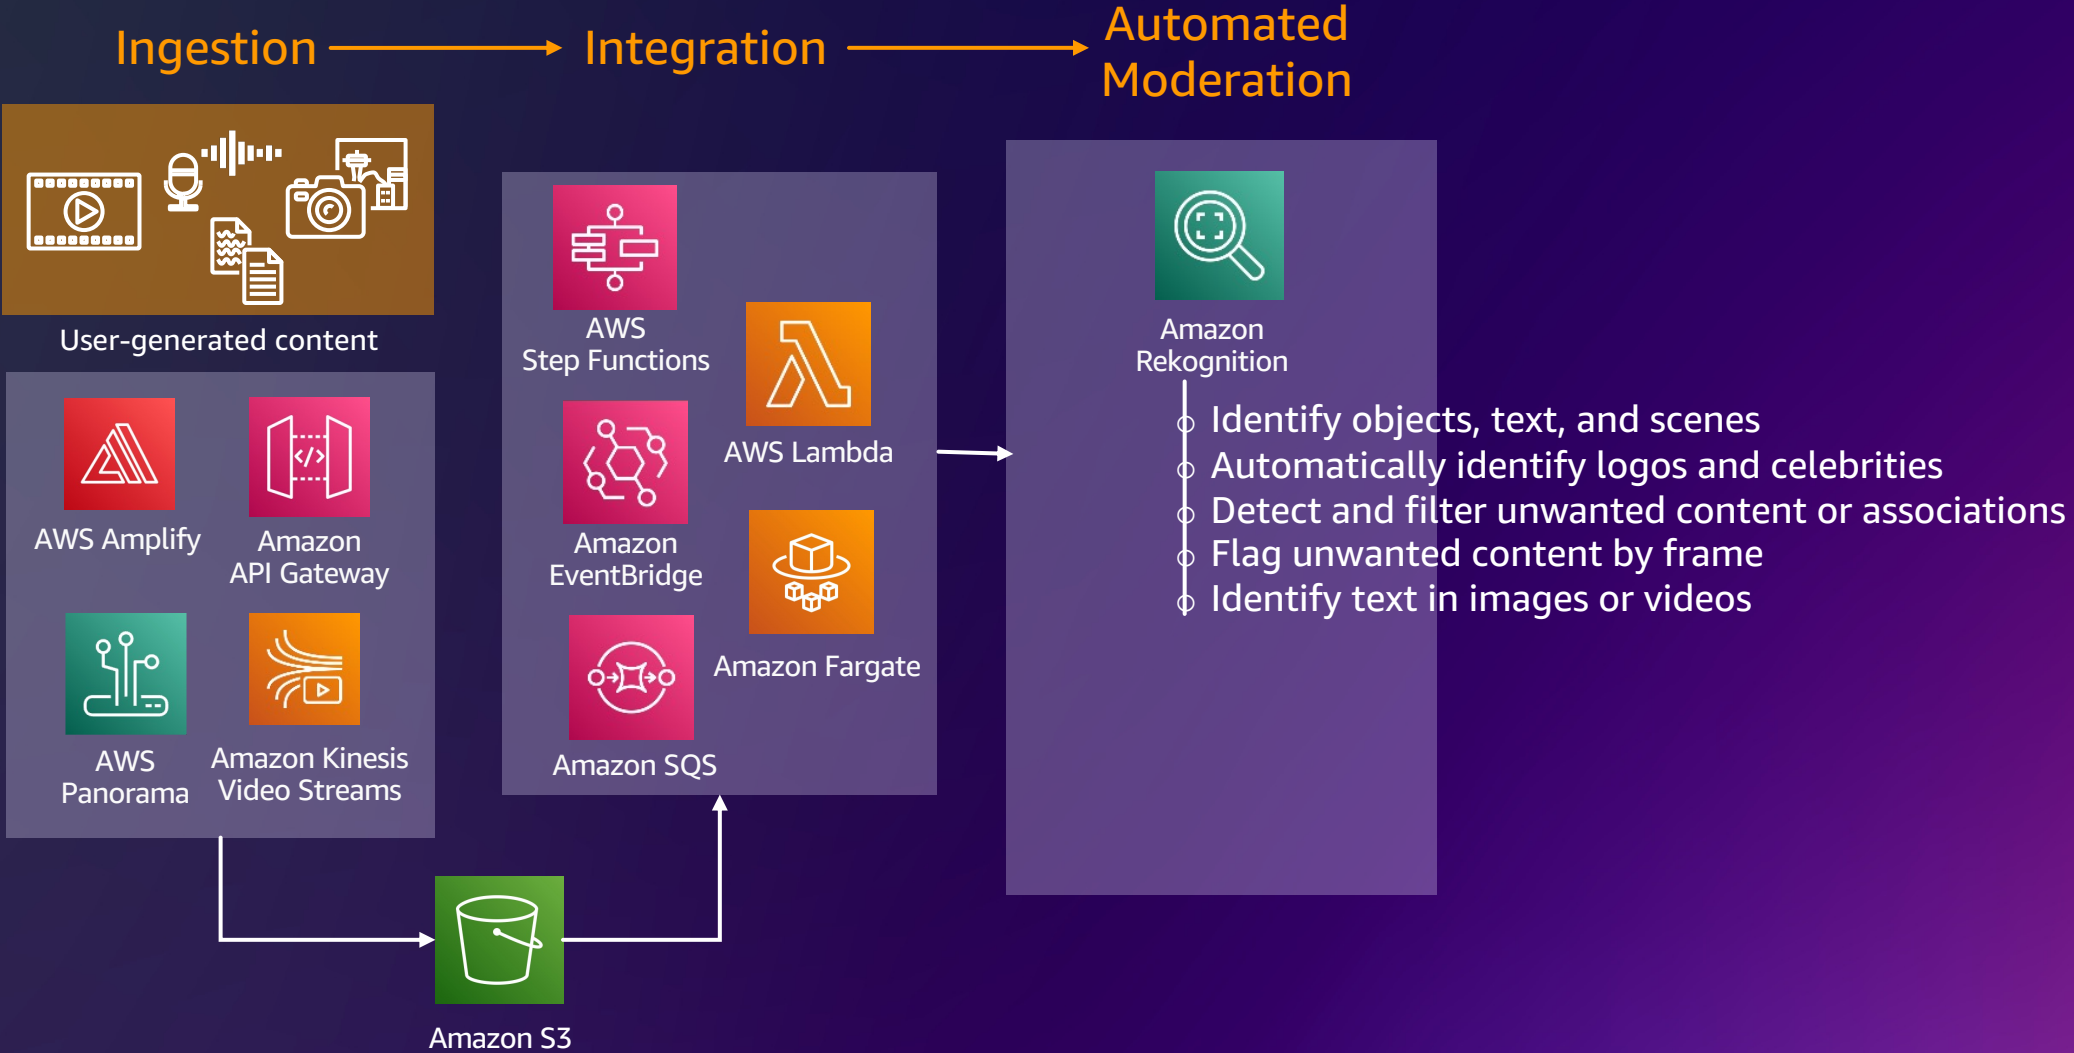 Ingestion
Integration
Automated
Moderation
User-generated content
AWS Amplify
Amazon
API Gateway
AWS
Panorama
Amazon Kinesis
Video Streams
Amazon S3
AWS
Step Functions
AWS Lambda
Amazon
EventBridge
Amazon Fargate
Amazon SQS
Amazon
Rekognition
Identify objects, text, and scenes
Automatically identify logos and celebrities
Detect and filter unwanted content or associations
Flag unwanted content by frame
Identify text in images or videos